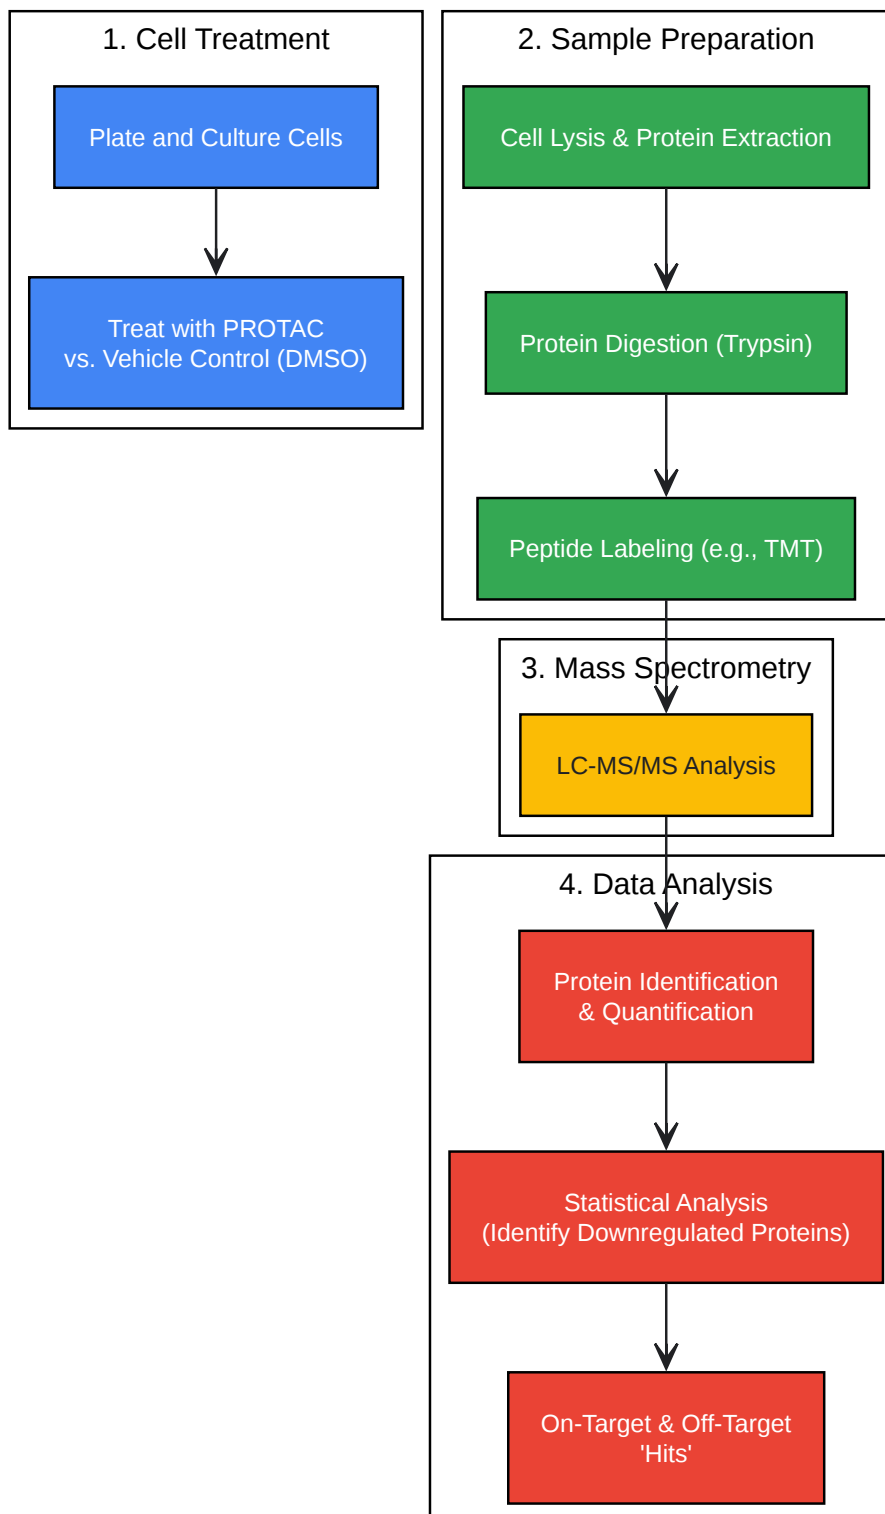 1. Cell Treatment
Plate and Culture Cells
Treat with PROTAC
vs. Vehicle Control (DMSO)
2. Sample Preparation
Cell Lysis & Protein Extraction
Protein Digestion (Trypsin)
Peptide Labeling (e.g., TMT)
3. Mass Spectrometry
LC-MS/MS Analysis
4. Data Analysis
Protein Identification
& Quantification
Statistical Analysis
(Identify Downregulated Proteins)
On-Target & Off-Target
'Hits'